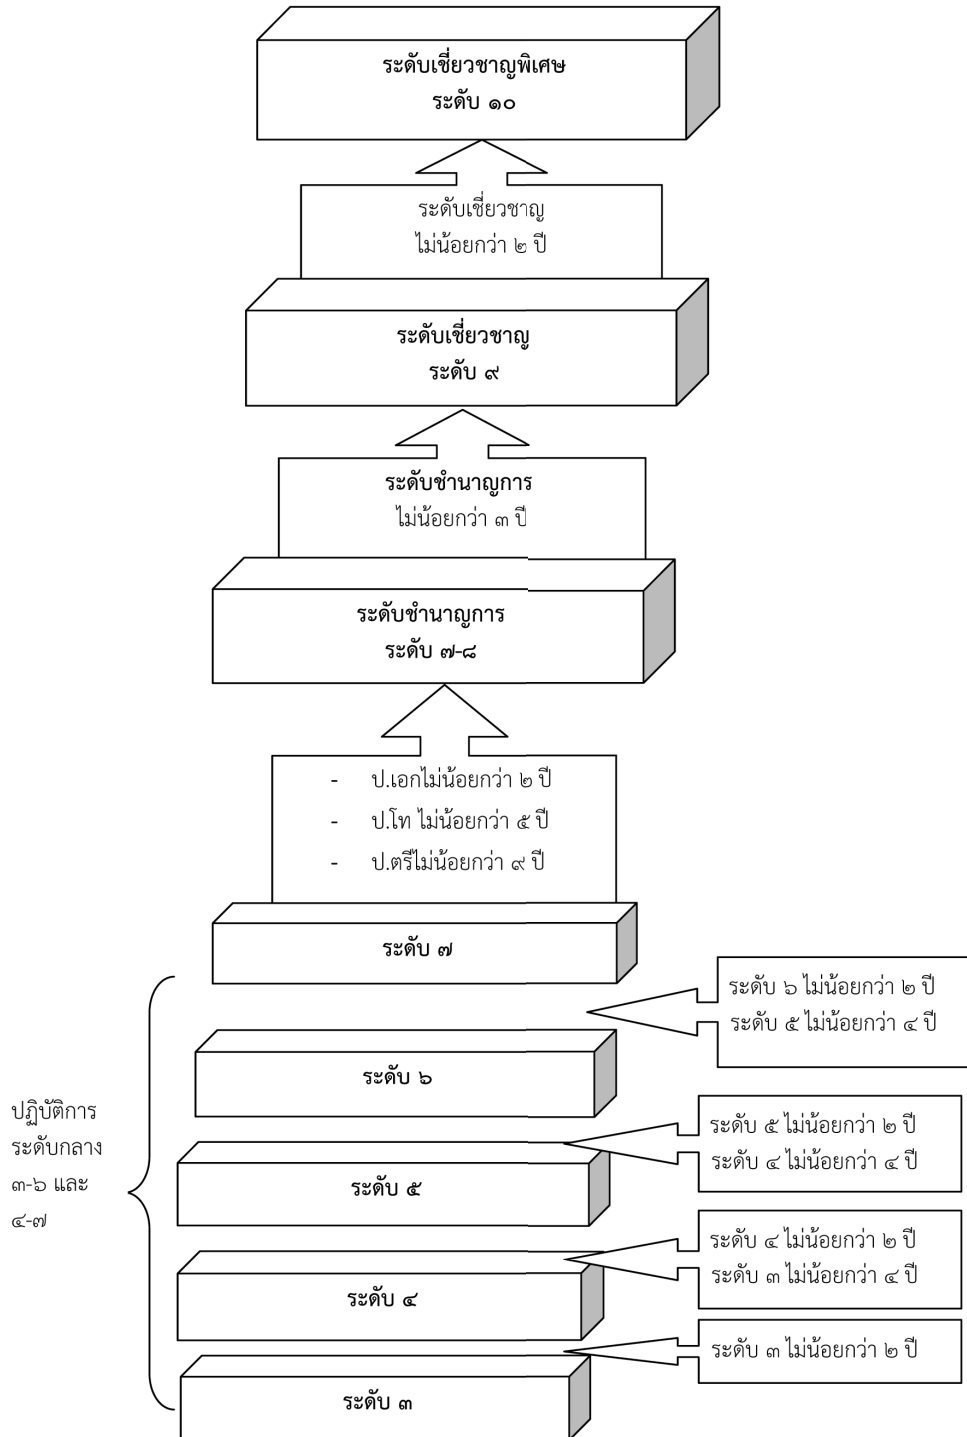 ระดับเชี่ยวชาญพิเศษ
ระดับ ๑๐
ระดับเชี่ยวชาญ
ไม่น้อยกว่า ๒ ปี
ระดับเชี่ยวชาญ
ระดับ ๙
ระดับชำนาญการ
ไม่น้อยกว่า ๓ ปี
ระดับชำนาญการ
ระดับ ๗-๘
- ป.เอกไม่น้อยกว่า ๒ ปี
- ป.โท ไม่น้อยกว่า ๕ ปี
- ป.ตรีไม่น้อยกว่า ๙ ปี
ระดับ ๗
ระดับ ๖ ไม่น้อยกว่า ๒ ปี
ระดับ ๕ ไม่น้อยกว่า ๔ ปี
ระดับ ๖
ปฏิบัติการ
ระดับกลาง
๓-๖ และ
๔-๗
ระดับ ๕ ไม่น้อยกว่า ๒ ปี
ระดับ ๔ ไม่น้อยกว่า ๔ ปี
ระดับ ๕
ระดับ ๔ ไม่น้อยกว่า ๒ ปี
ระดับ ๓ ไม่น้อยกว่า ๔ ปี
ระดับ ๔
ระดับ ๓ ไม่น้อยกว่า ๒ ปี
ระดับ ๓